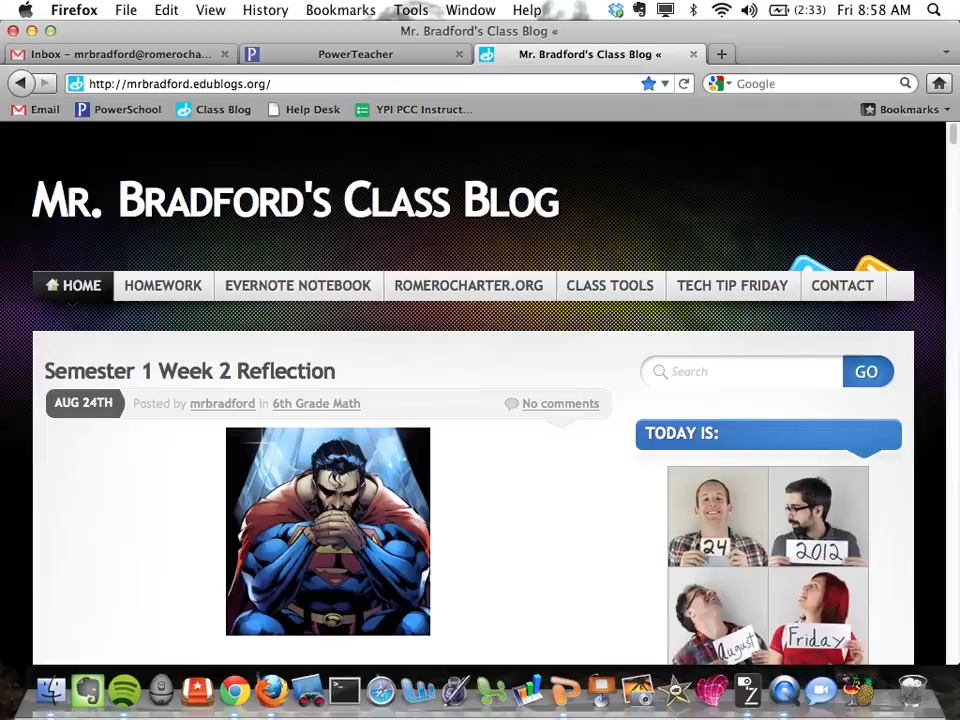 Firefox File Edit View History Bookmarks Tools Window Help (2:33) Fri 8:58 AM
Mr. Bradford's Class Blog «
Inbox – mrbradford@romerocha... PowerTeacher Mr. Bradford's Class Blog «
http://mrbradford.edublogs.org/ Google
Email PowerSchool Class Blog Help Desk YPI PCC Instruct... Bookmarks
MR. BRADFORD'S CLASS BLOG
HOME HOMEWORK EVERNOTE NOTEBOOK ROMEROCHARTER.ORG CLASS TOOLS TECH TIP FRIDAY CONTACT
Semester 1 Week 2 Reflection
AUG 24TH Posted by mrbradford in 6th Grade Math No comments
Search GO
TODAY IS:
24 2012
August Friday